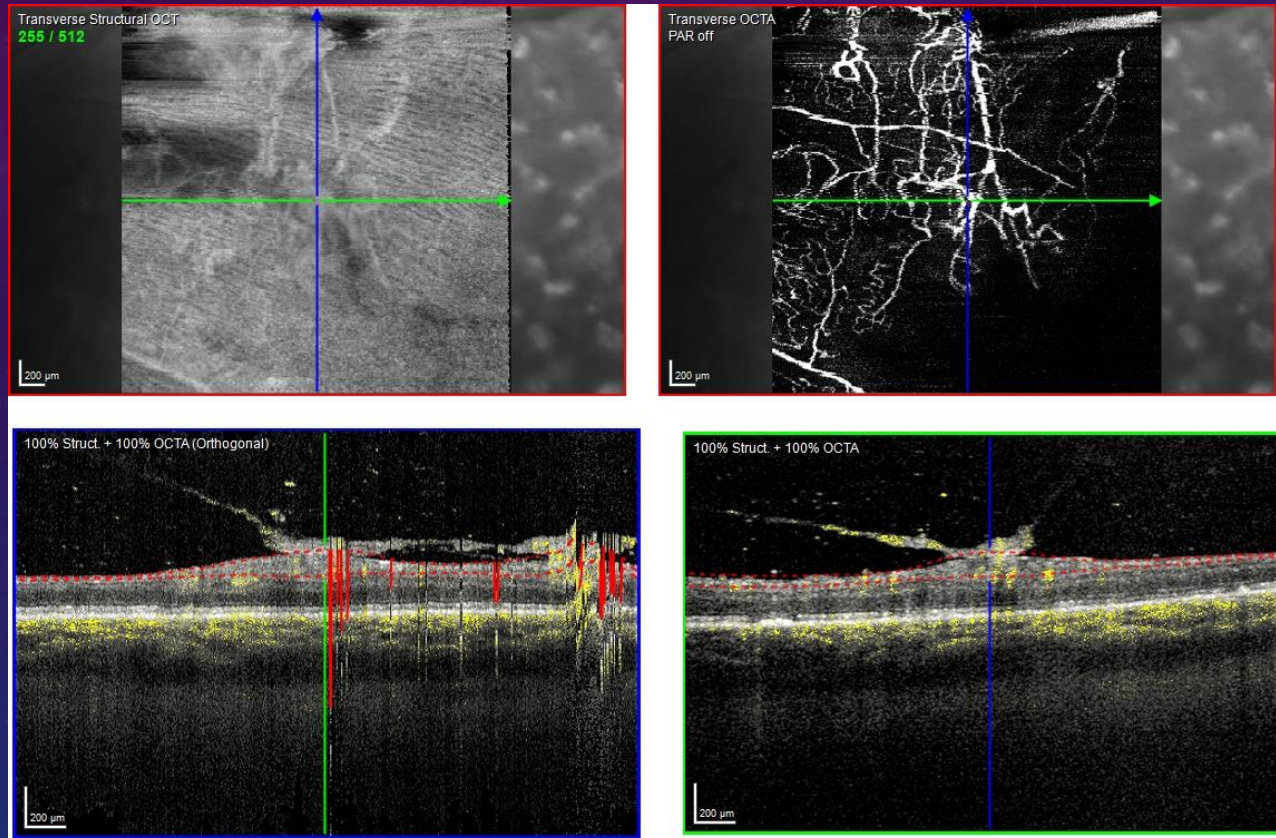 Transverse Structural OCT
255 / 512
200 µm
Transverse OCTA
PAR off
200 µm
100% Struct. + 100% OCTA (Orthogonal)
200 µm
100% Struct. + 100% OCTA
200 µm